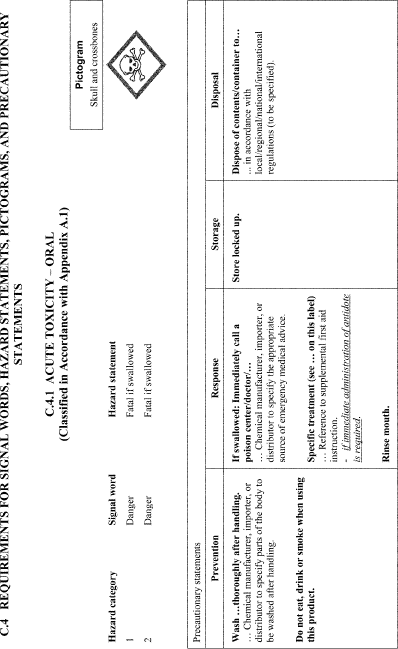 C.4 REQUIREMENTS FOR SIGNAL WORDS, HAZARD STATEMENTS, PICTOGRAMS, AND PRECAUTIONARY
STATEMENTS
C.4.1 ACUTE TOXICITY – ORAL
(Classified in Accordance with Appendix A.1)
Pictogram
Skull and crossbones
Hazard category Signal word Hazard statement
1 Danger Fatal if swallowed
2 Danger Fatal if swallowed
Precautionary statements
Prevention
Wash …thoroughly after handling.
… Chemical manufacturer, importer, or
distributor to specify parts of the body to
be washed after handling.
Do not eat, drink or smoke when using
this product.
Response
If swallowed: Immediately call a
poison center/doctor/…
… Chemical manufacturer, importer, or
distributor to specify the appropriate
source of emergency medical advice.
Specific treatment (see … on this label)
… Reference to supplemental first aid
instruction.
- if immediate administration of antidote
is required.
Rinse mouth.
Storage
Store locked up.
Disposal
Dispose of contents/container to…
... in accordance with
local/regional/national/international
regulations (to be specified).